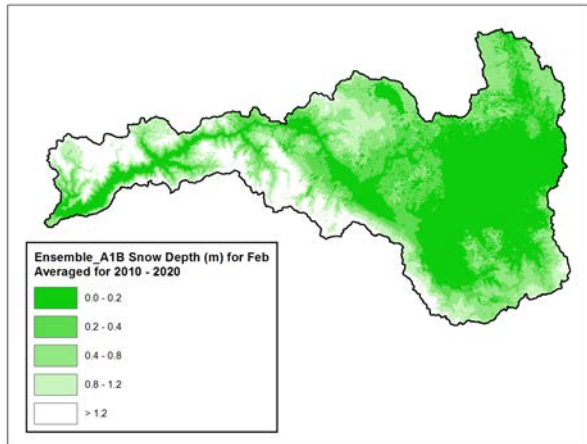 Ensemble_A1B Snow Depth (m) for Feb
Averaged for 2010 - 2020
0.0 - 0.2
0.2 - 0.4
0.4 - 0.8
0.8 - 1.2
> 1.2